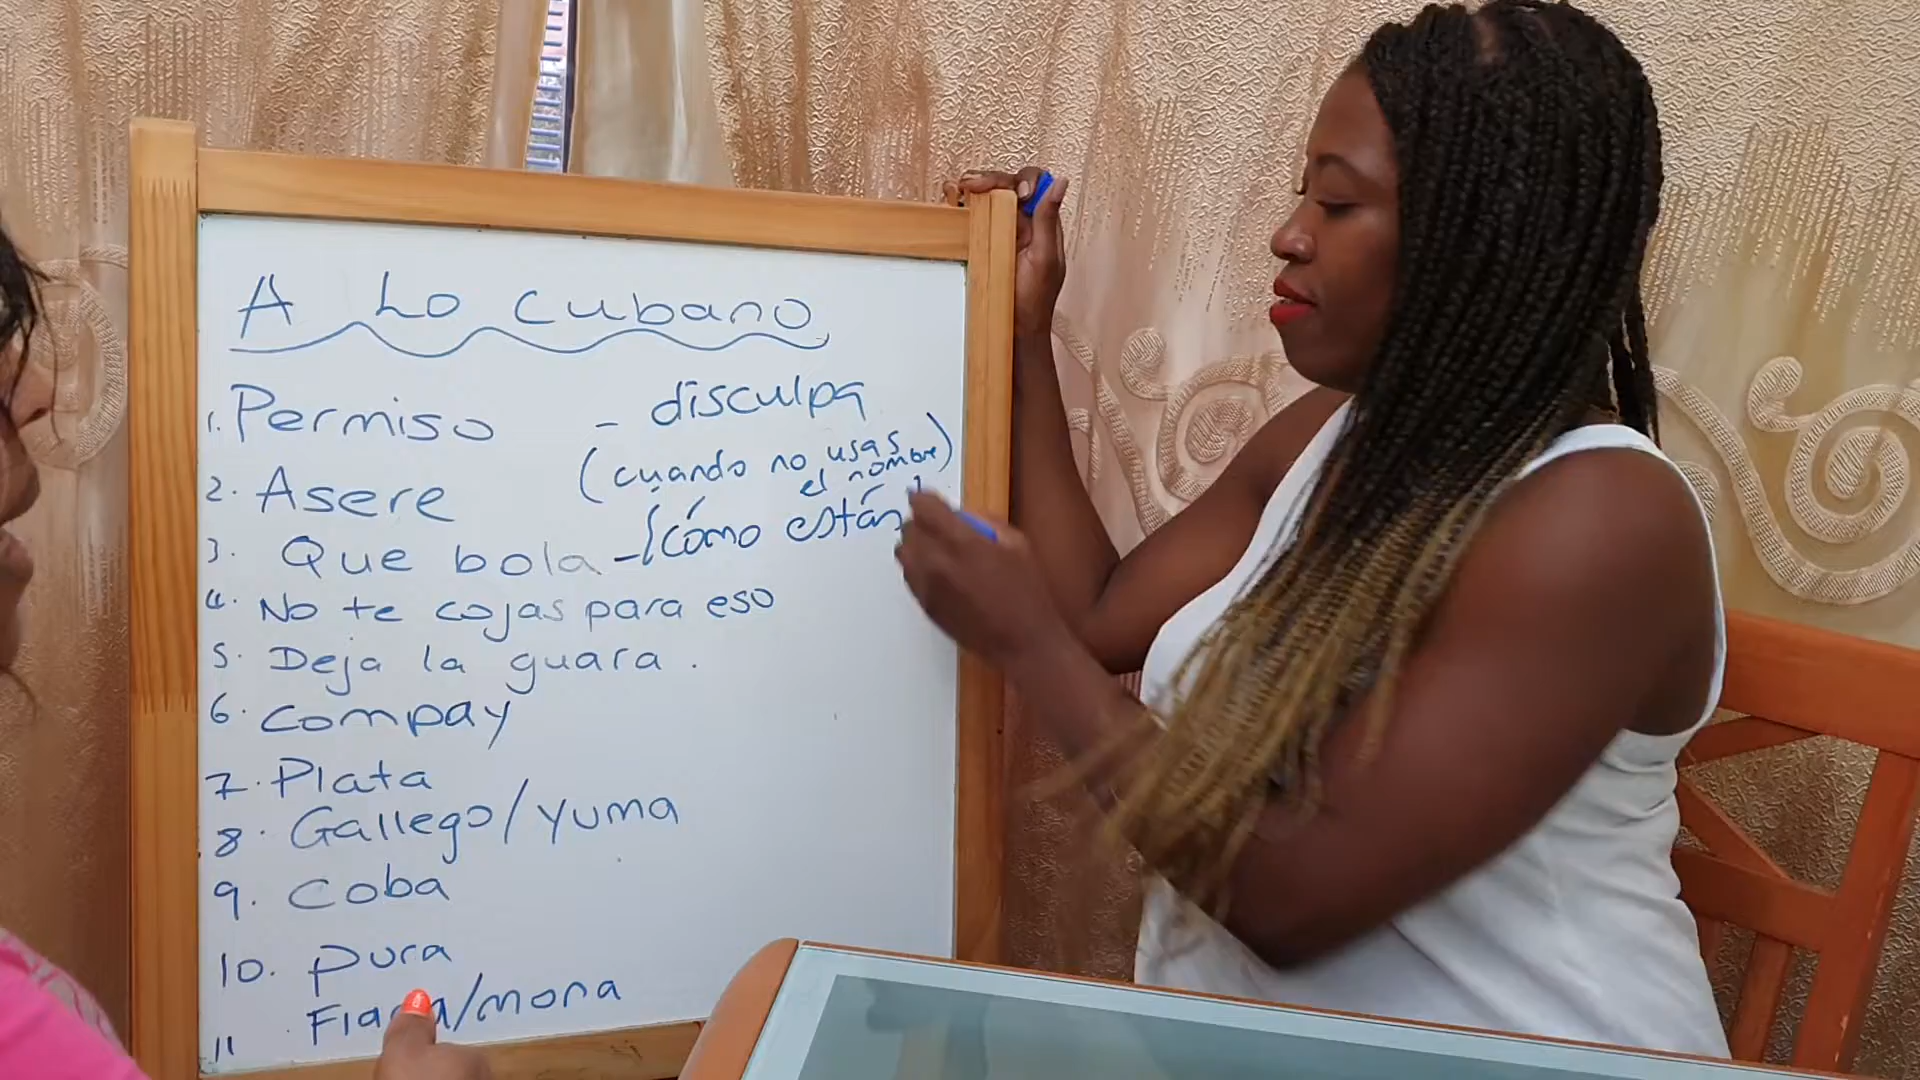 A Lo cubano
1. Permiso - disculpa
(cuando no usas el nombre)
2. Asere
3. Que bola - ¿cómo estás
4. No te cojas para eso
5. Deja la guara.
6. compay
7. Plata
8. Gallego/yuma
9. coba
10. pura
11 /mona